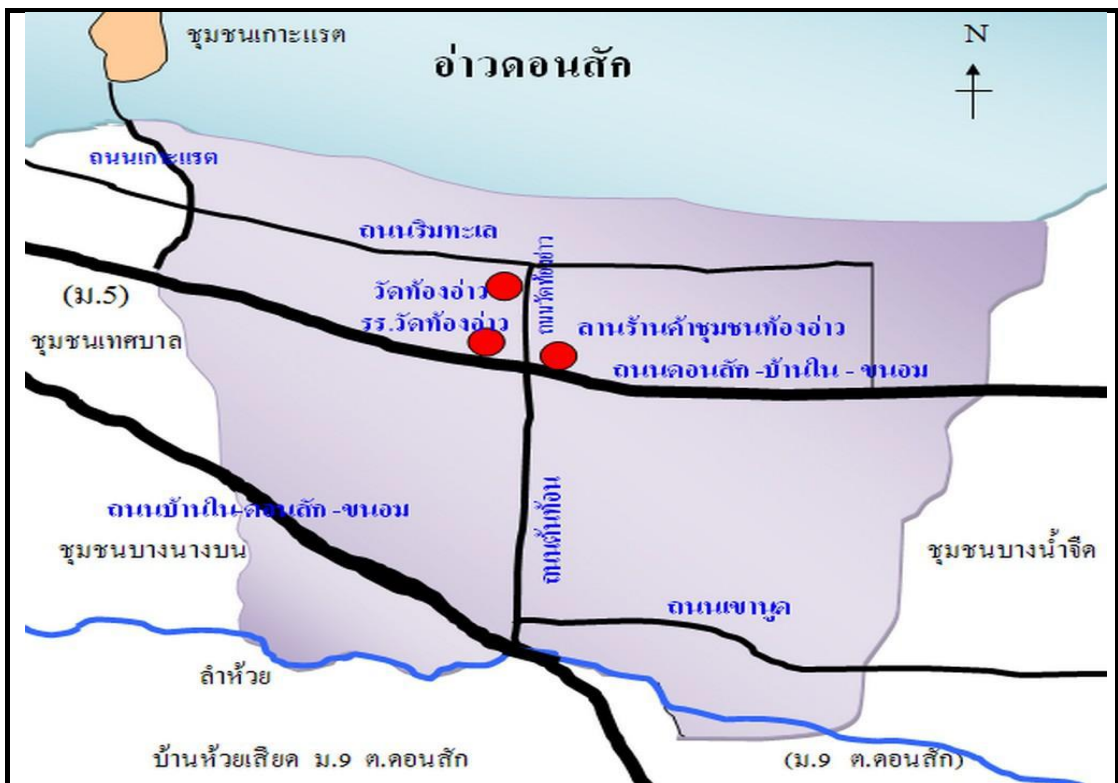 ชุมชนเกาะแรต
อ่าวดอนสัก
N
ถนนเกาะแรต
ถนนริมทะเล
ถนนวัดท้องอ่าว
วัดท้องอ่าว
(ม.5)
รร.วัดท้องอ่าว
ลานร้านค้าชุมชนท้องอ่าว
ชุมชนเทศบาล
ถนนดอนสัก -บ้านใน - ขนอม
ถนนต้นท้อน
ถนนบ้านใน-ดอนสัก -ขนอม
ชุมชนบางนางบน
ชุมชนบางน้ำจืด
ถนนเขานูด
ลำห้วย
บ้านห้วยเสียด ม.9 ต.ดอนสัก
(ม.9 ต.ดอนสัก)